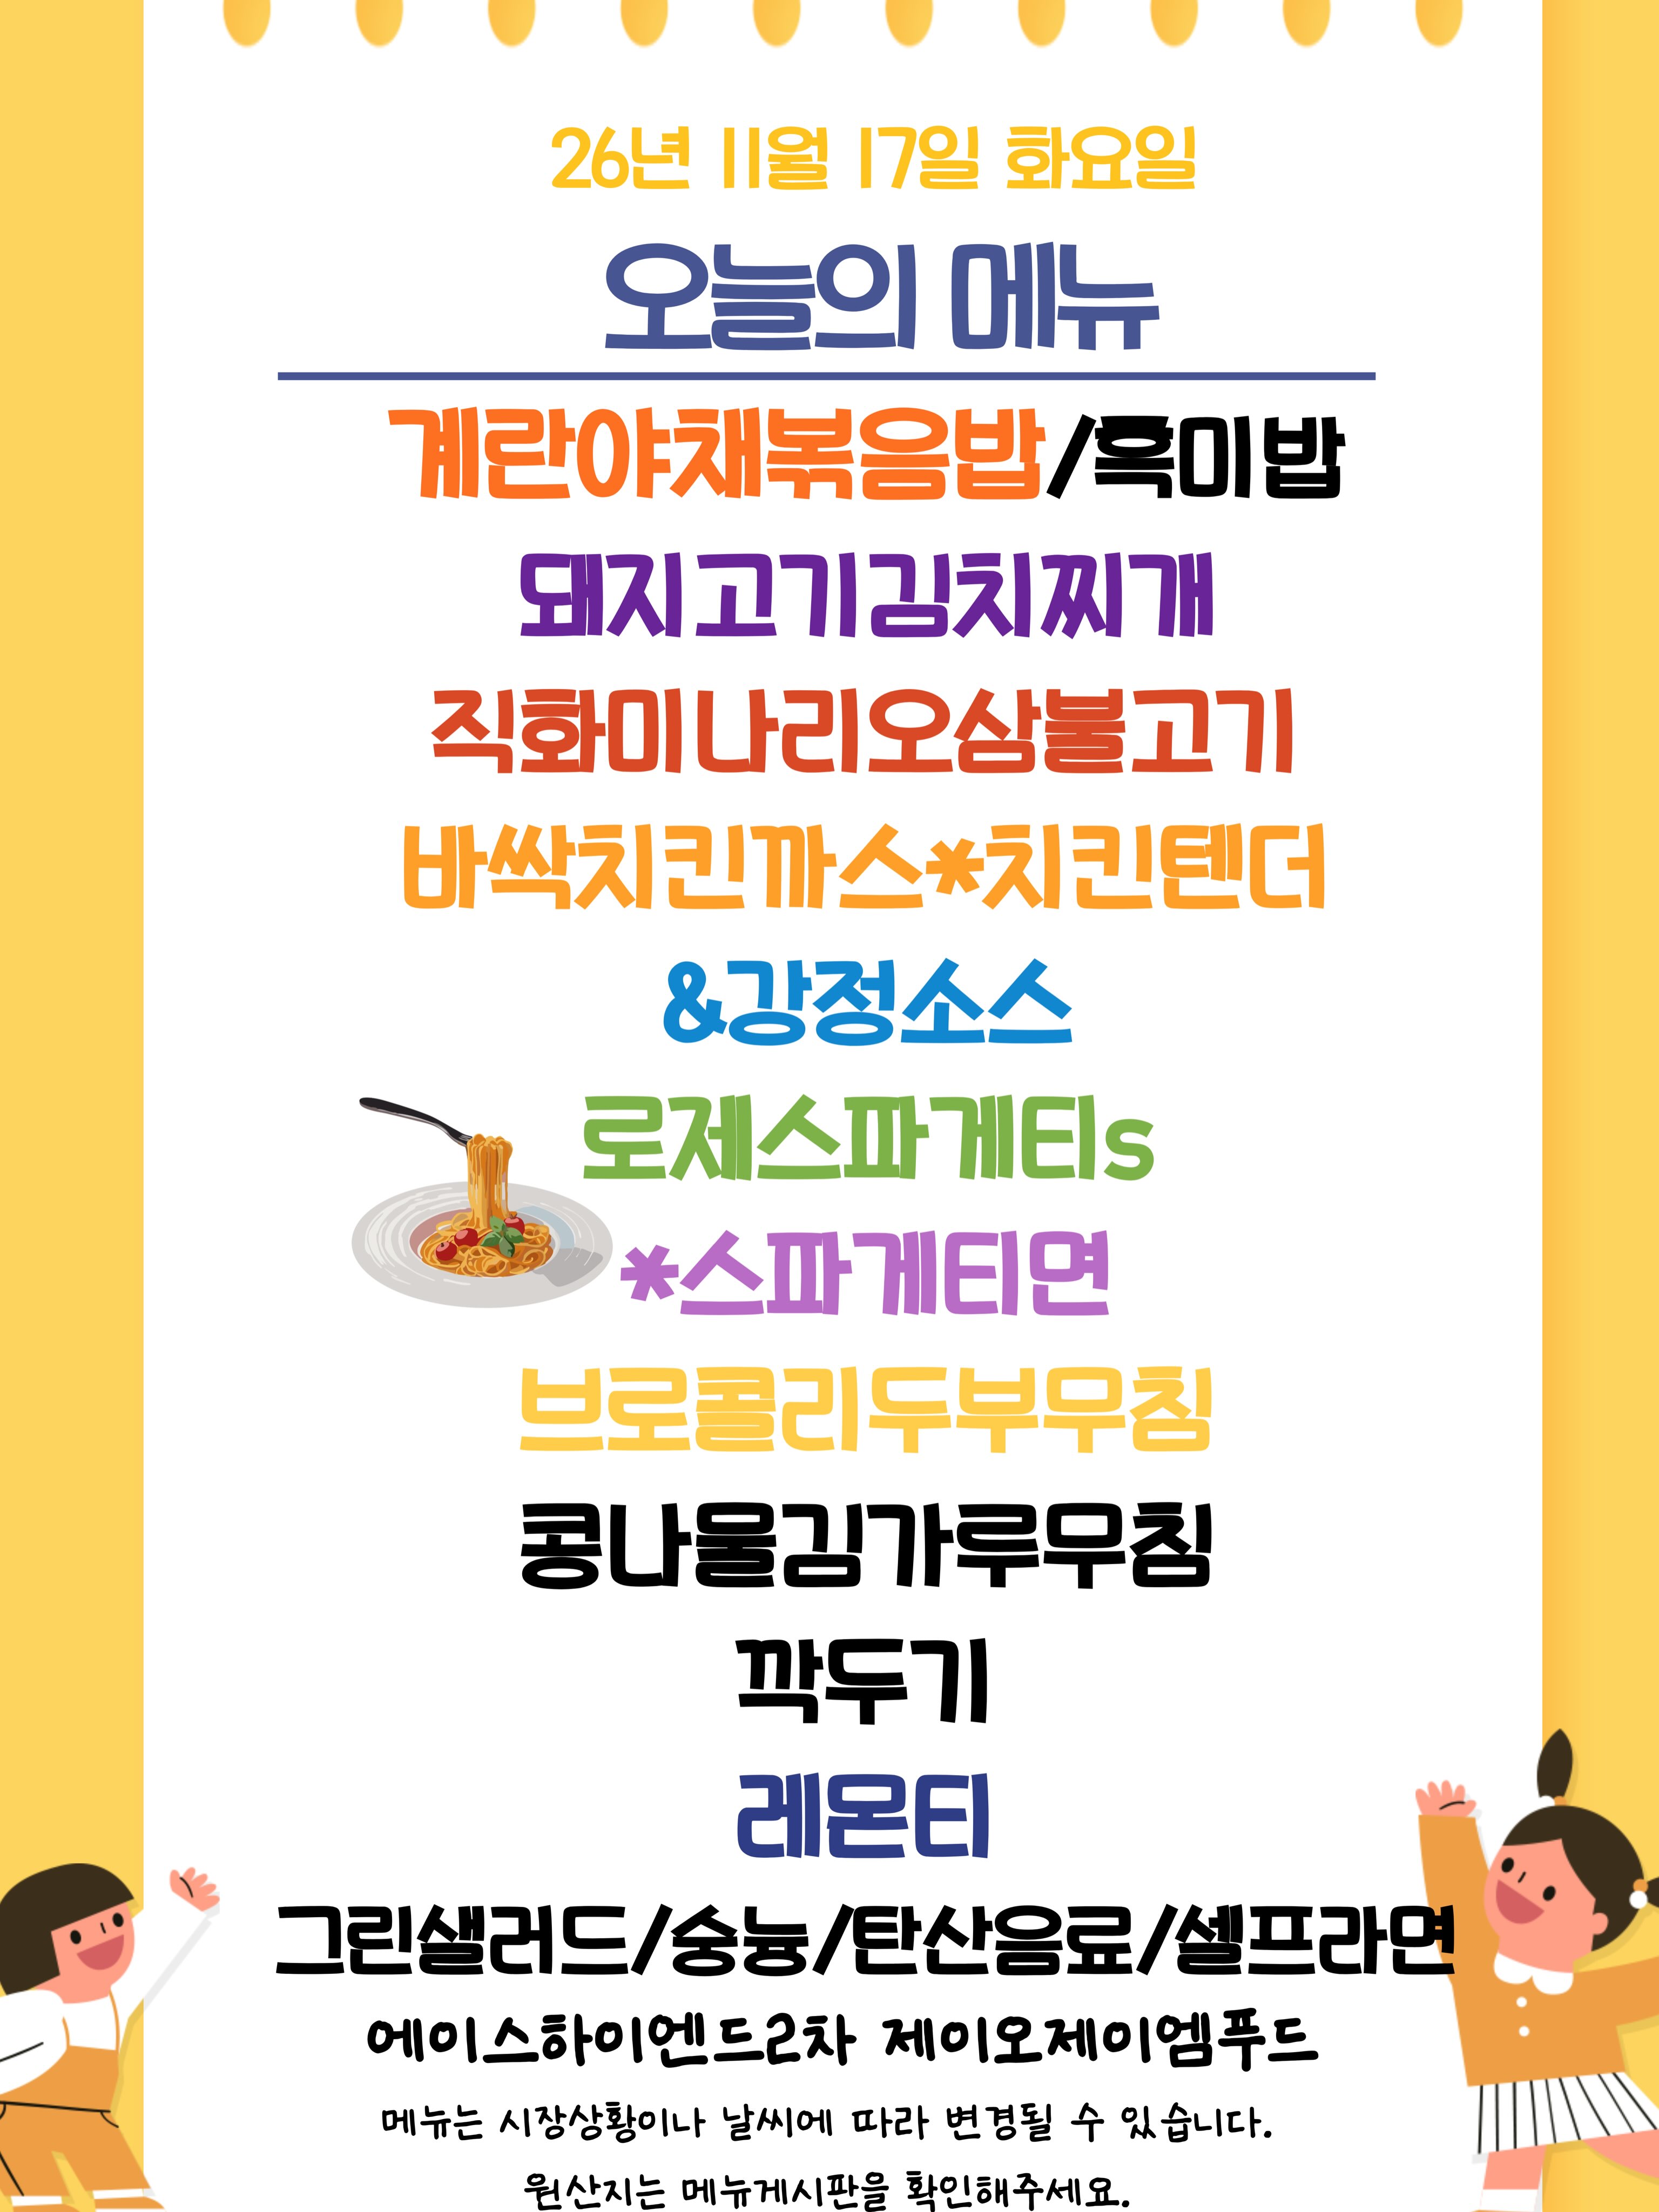 26년 11월 17일 화요일
오늘의 메뉴
계란야채볶음밥/흑미밥
돼지고기김치찌개
직화미나리오삼불고기
바싹치킨까스*치킨텐더
&강정소스
로제스파게티s
*스파게티면
브로콜리두부무침
콩나물김가루무침
깍두기
레몬티
그린샐러드/숭늉/탄산음료/셀프라면
에이스하이엔드2차 제이오제이엠푸드
메뉴는 시장상황이나 날씨에 따라 변경될 수 있습니다.
원산지는 메뉴게시판을 확인해주세요.